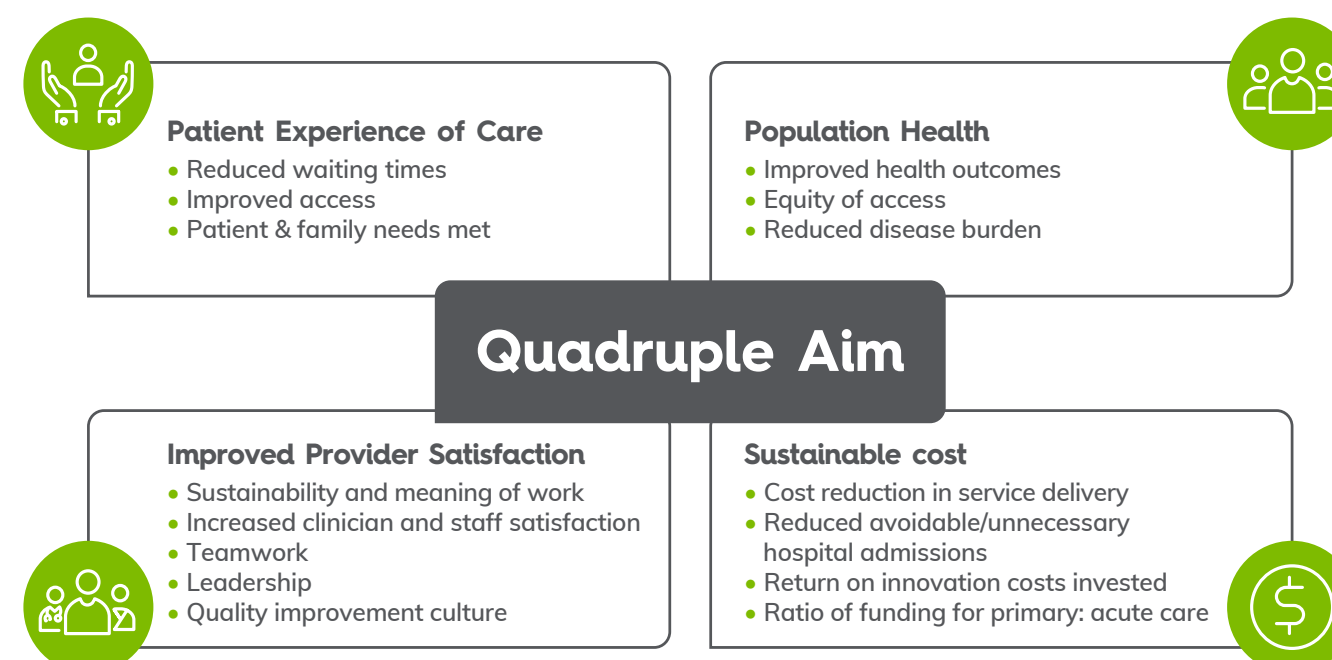 Patient Experience of Care
• Reduced waiting times
• Improved access
• Patient & family needs met
Population Health
• Improved health outcomes
• Equity of access
• Reduced disease burden
Quadruple Aim
Improved Provider Satisfaction
• Sustainability and meaning of work
• Increased clinician and staff satisfaction
• Teamwork
• Leadership
• Quality improvement culture
Sustainable cost
• Cost reduction in service delivery
• Reduced avoidable/unnecessary
hospital admissions
• Return on innovation costs invested
• Ratio of funding for primary: acute care
$